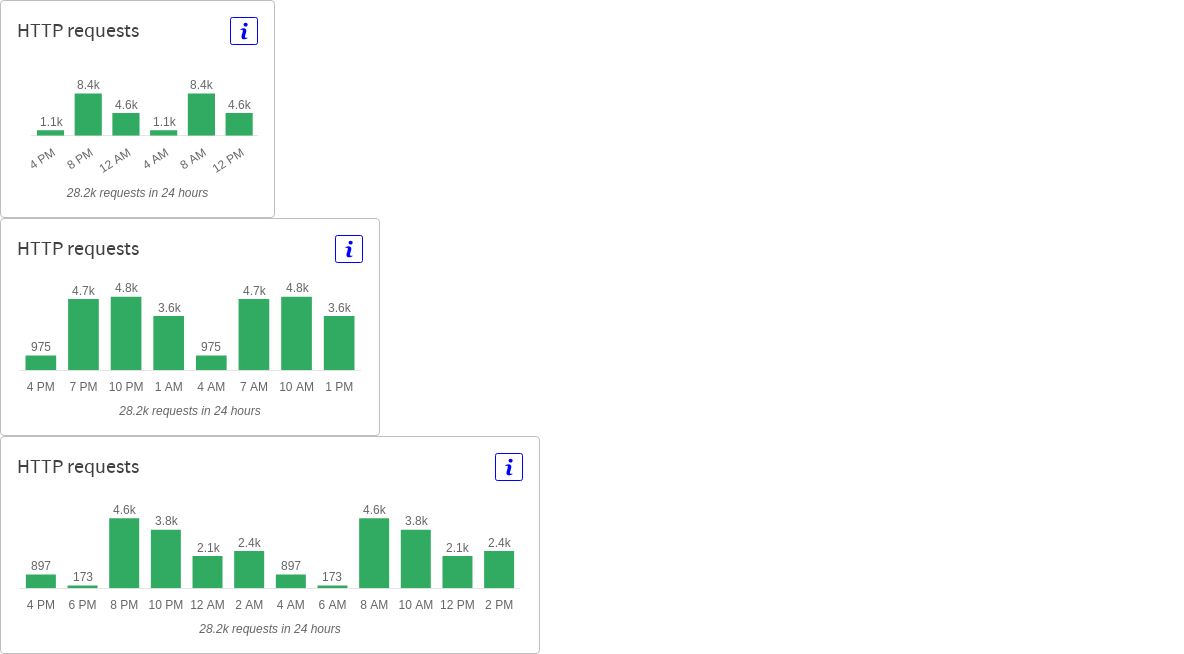 HTTP requests i
8.4k 8.4k
4.6k 4.6k
1.1k 1.1k
4 PM 8 PM 12 AM 4 AM 8 AM 12 PM
28.2k requests in 24 hours
HTTP requests i
4.7k 4.8k 4.7k 4.8k
3.6k 3.6k
975 975
4 PM 7 PM 10 PM 1 AM 4 AM 7 AM 10 AM 1 PM
28.2k requests in 24 hours
HTTP requests i
4.6k 4.6k
3.8k 3.8k
2.1k 2.4k 2.1k 2.4k
897 173 897 173
4 PM 6 PM 8 PM 10 PM 12 AM 2 AM 4 AM 6 AM 8 AM 10 AM 12 PM 2 PM
28.2k requests in 24 hours